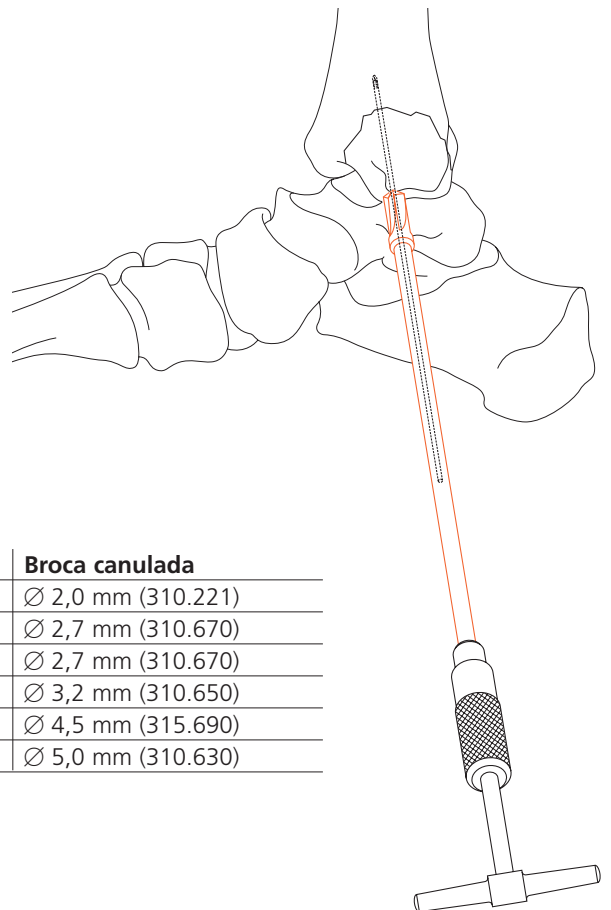 Broca canulada
∅ 2,0 mm (310.221)
∅ 2,7 mm (310.670)
∅ 2,7 mm (310.670)
∅ 3,2 mm (310.650)
∅ 4,5 mm (315.690)
∅ 5,0 mm (310.630)